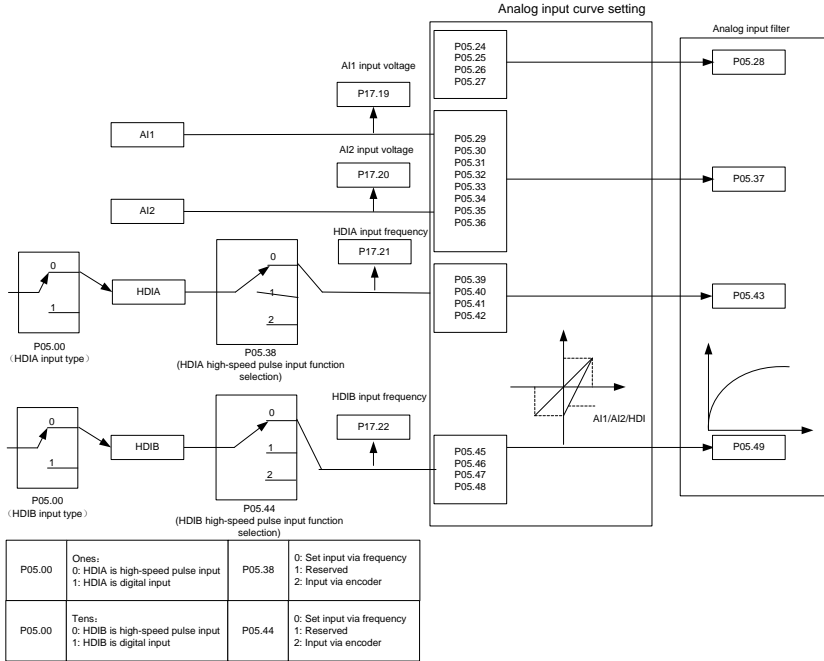 Analog input curve setting
Analog input filter
P05.24
P05.25
P05.26
P05.27
P05.28
AI1 input voltage
P17.19
AI1
AI2 input voltage
P17.20
AI2
P05.29
P05.30
P05.31
P05.32
P05.33
P05.34
P05.35
P05.36
P05.37
HDIA input frequency
P17.21
0
1
P05.00
（HDIA input type）
HDIA
0
1
2
P05.38
(HDIA high-speed pulse input function
selection)
P05.39
P05.40
P05.41
P05.42
P05.43
AI1/AI2/HDI
HDIB input frequency
P17.22
0
1
P05.00
（HDIB input type）
HDIB
0
1
2
P05.44
(HDIB high-speed pulse input function
selection)
P05.45
P05.46
P05.47
P05.48
P05.49
P05.00
Ones：
0: HDIA is high-speed pulse input
1: HDIA is digital input
P05.38
0: Set input via frequency
1: Reserved
2: Input via encoder
P05.00
Tens：
0: HDIB is high-speed pulse input
1: HDIB is digital input
P05.44
0: Set input via frequency
1: Reserved
2: Input via encoder